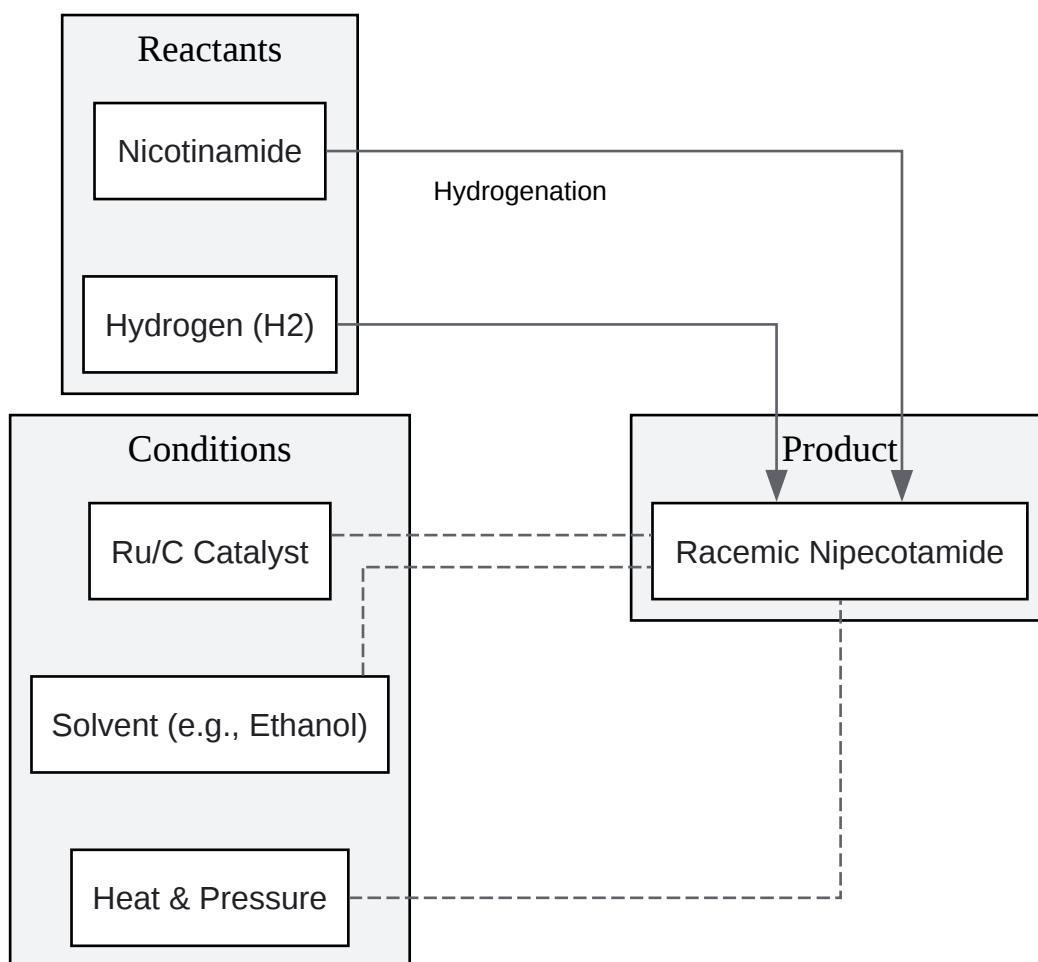 Reactants
Nicotinamide
Hydrogenation
Hydrogen (H2)
Conditions
Product
Ru/C Catalyst
Racemic Nipecotamide
Solvent (e.g., Ethanol)
Heat & Pressure